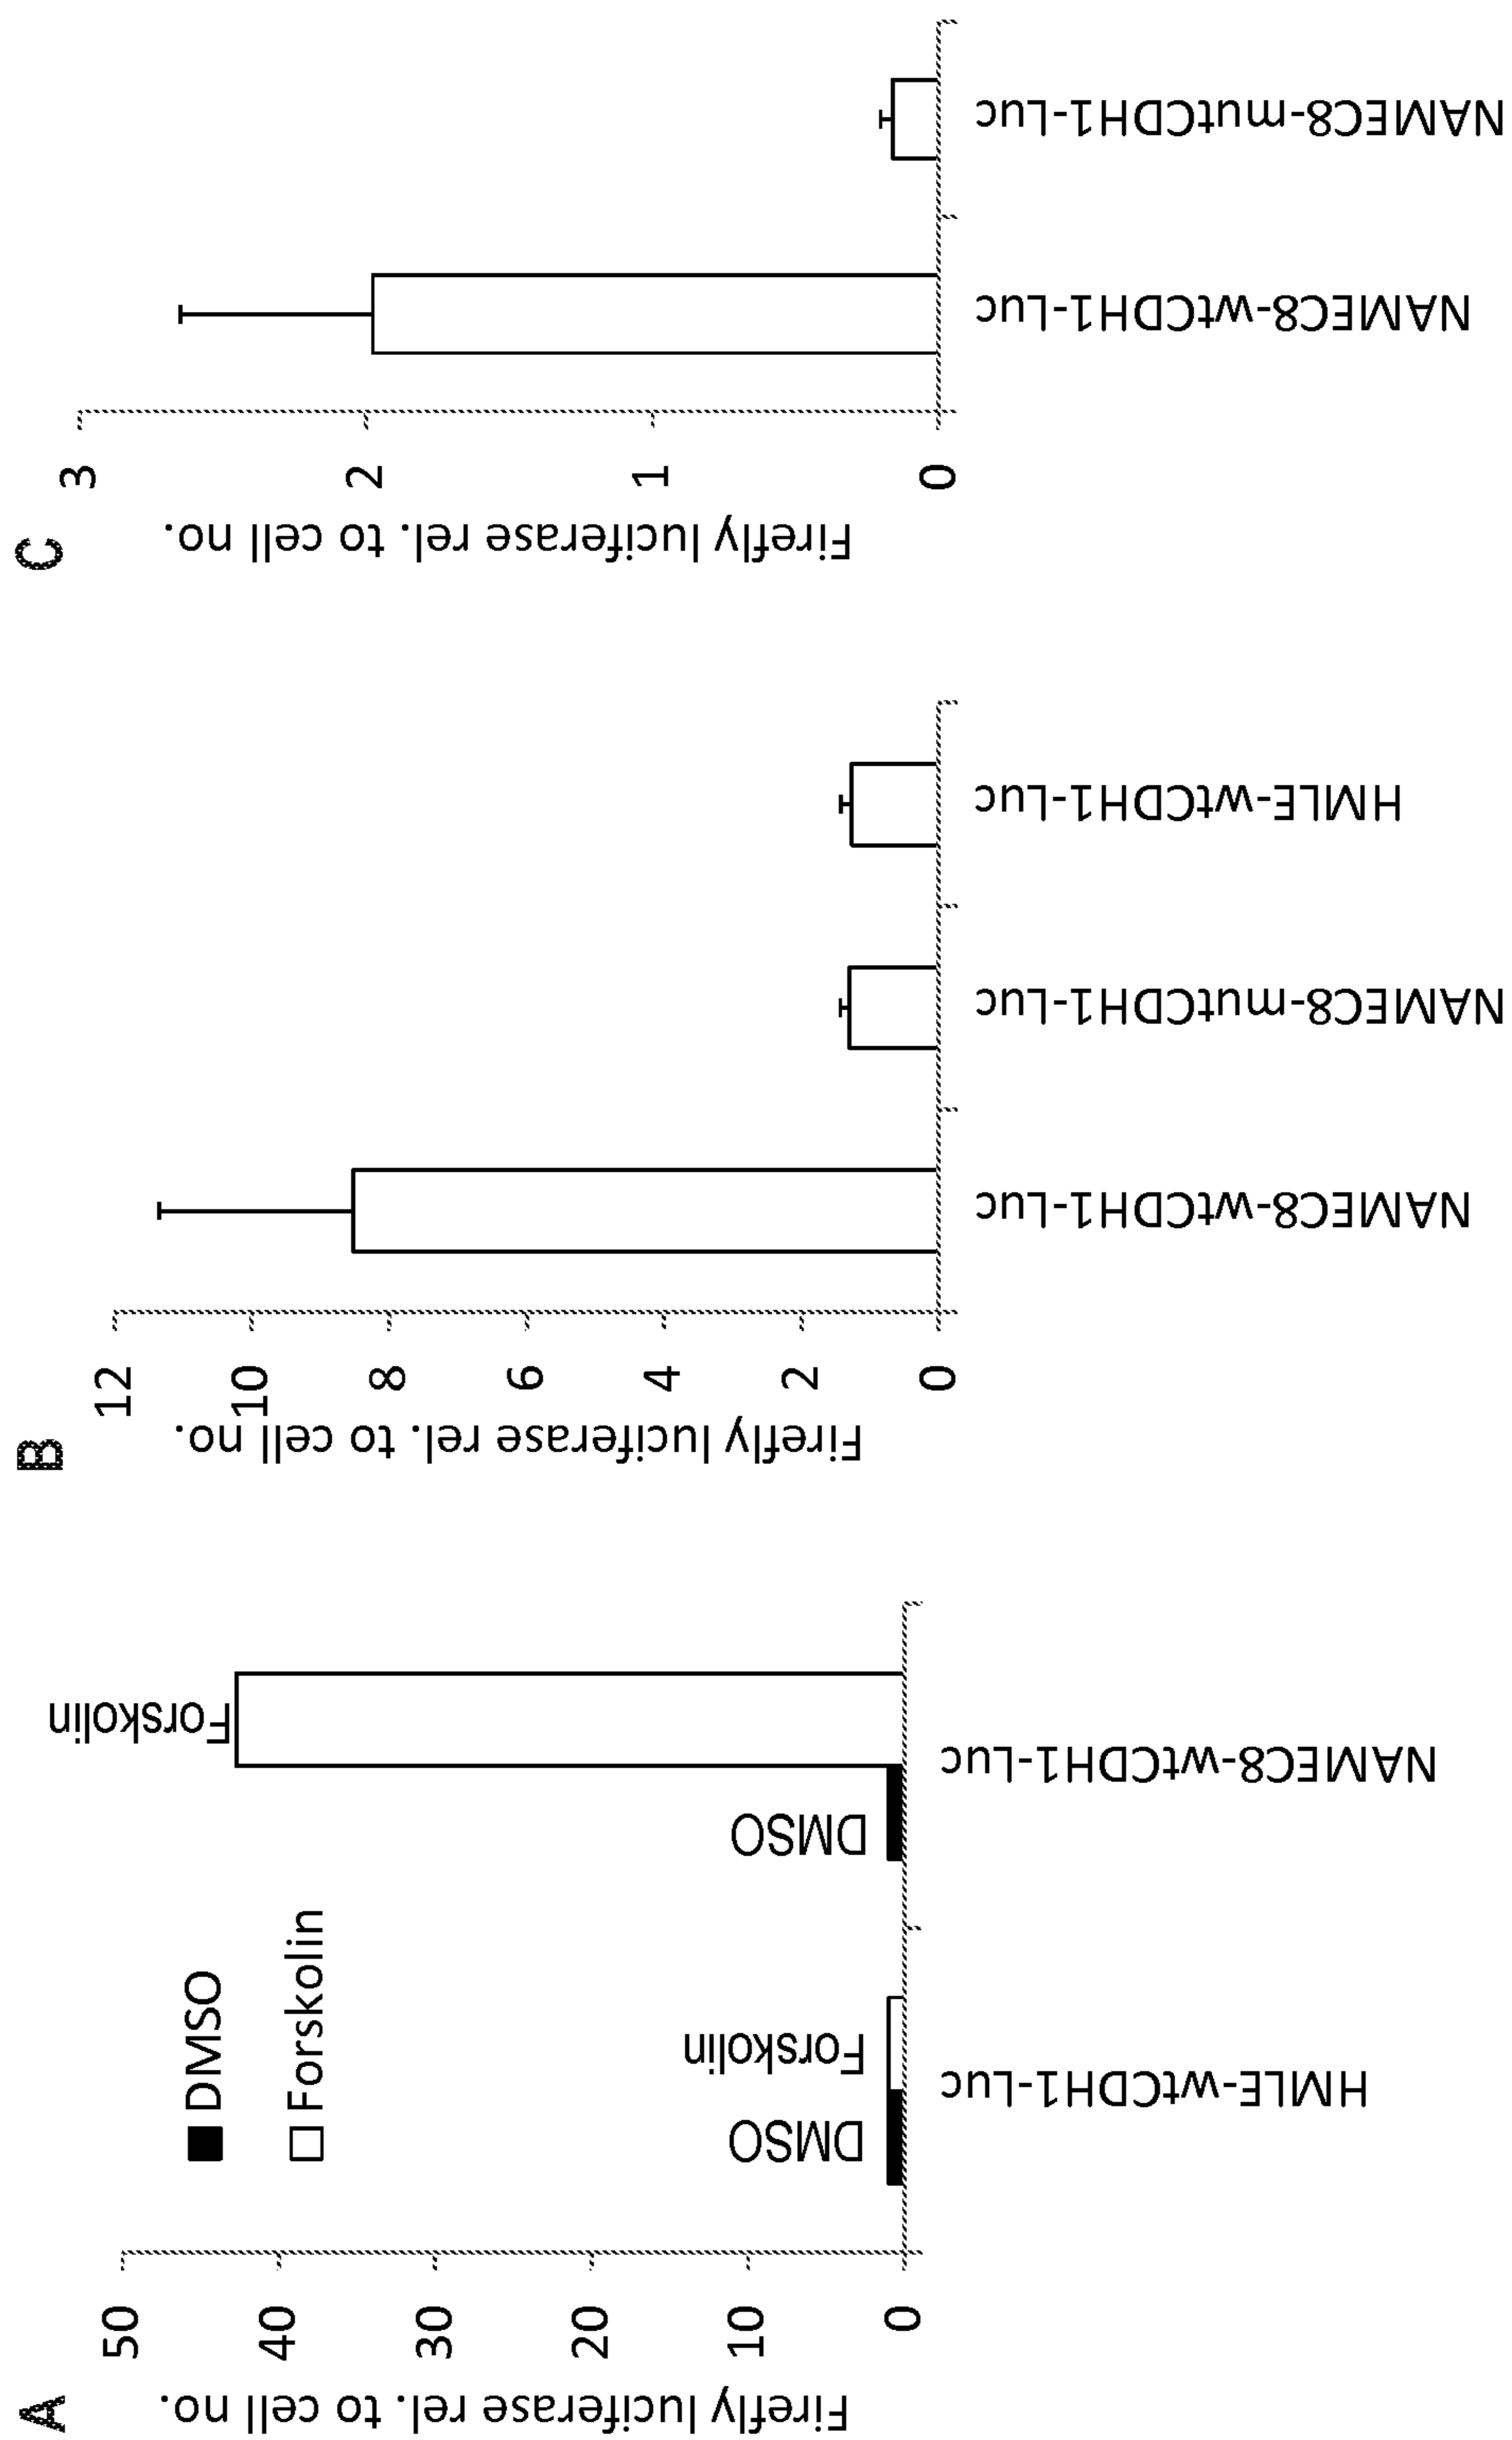 A
Firefly luciferase rel. to cell no.
50
40
30
20
10
0
DMSO
Forskolin
DMSO
Forskolin
DMSO
Forskolin
HMLE-wtCDH1-Luc
NAMEC8-wtCDH1-Luc
B
Firefly luciferase rel. to cell no.
12
10
8
6
4
2
0
NAMEC8-wtCDH1-Luc
NAMEC8-mutCDH1-Luc
HMLE-wtCDH1-Luc
C
Firefly luciferase rel. to cell no.
3
2
1
0
NAMEC8-wtCDH1-Luc
NAMEC8-mutCDH1-Luc